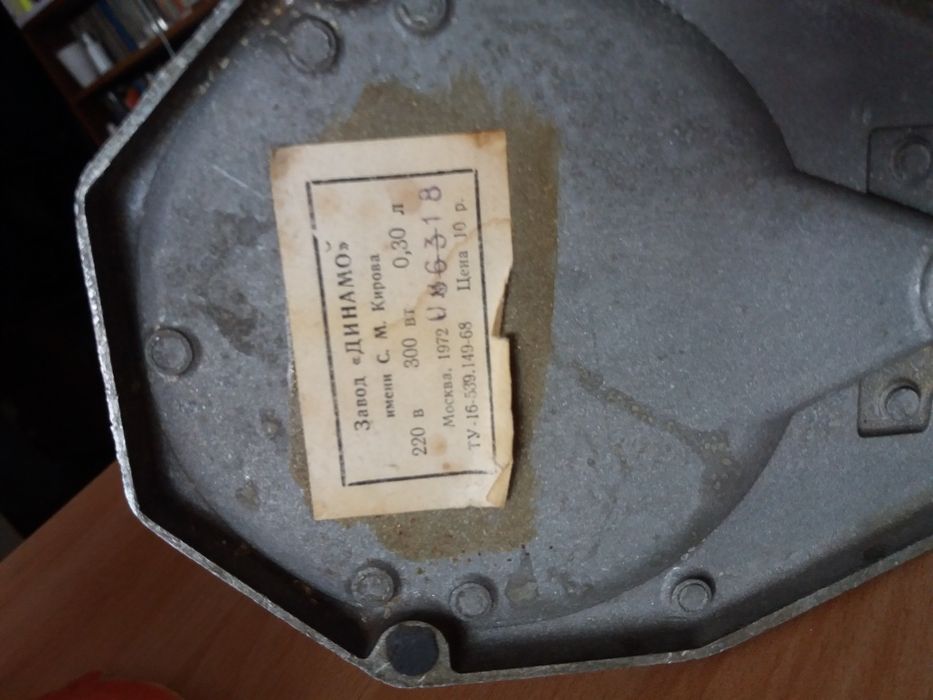 Завод «ДИНАМО»
имени С. М. Кирова
220 в 300 вт 0,30 л
Москва, 1972
ТУ-16-539.149-68 Цена 10 р.